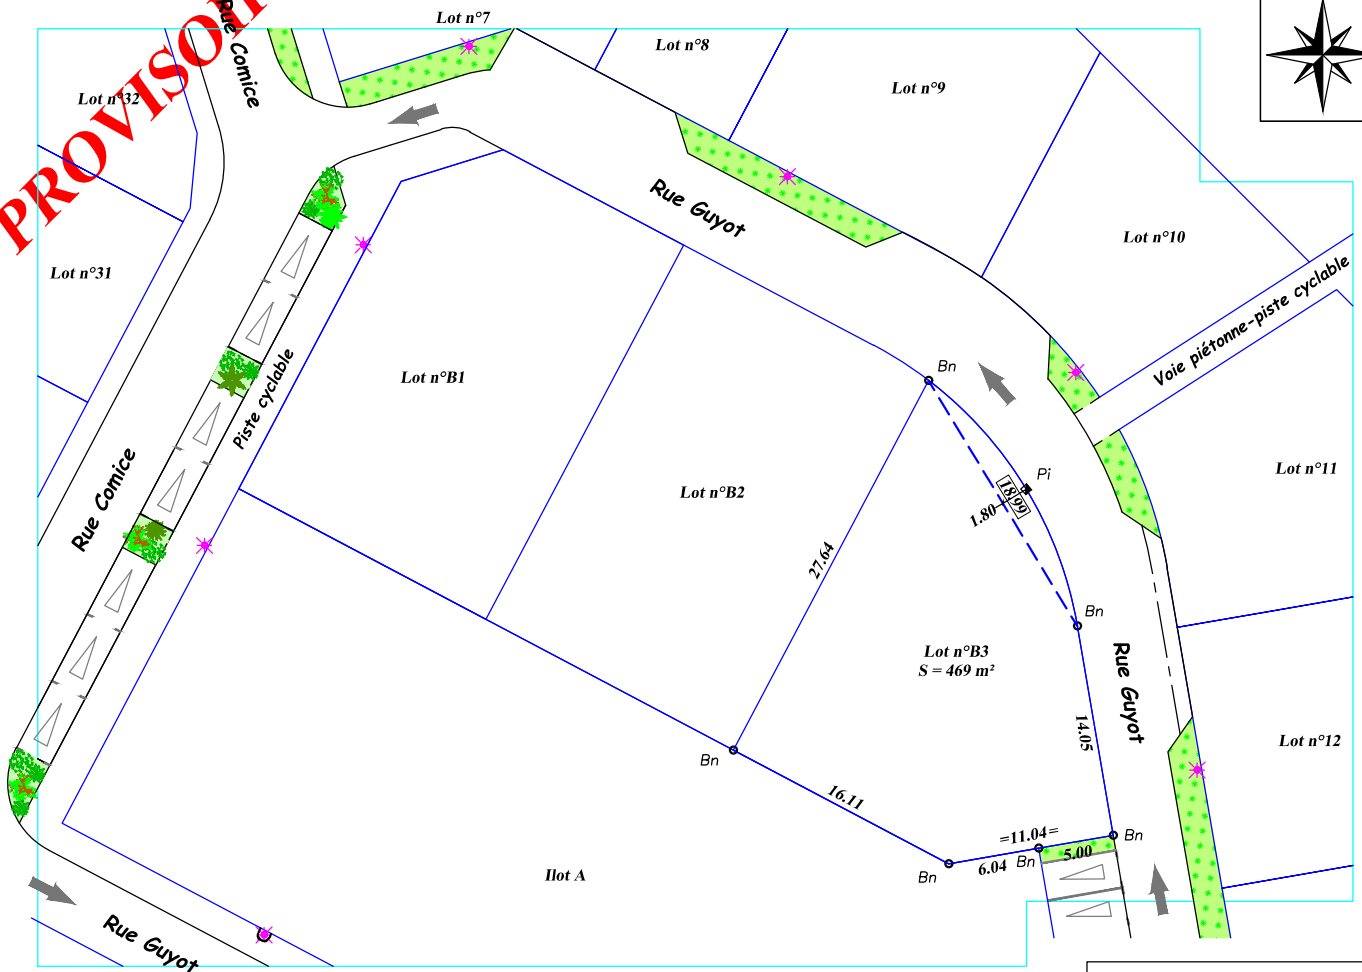 Lot n°7
Rue Comice
Lot n°8
Lot n°9
Lot n°32
PROVISOI
Rue Guyot
Lot n°10
Lot n°31
Voie piétonne-piste cyclable
Piste cyclable
Lot n°B1
Bn
Lot n°11
Rue Comice
Lot n°B2
Pi
18.99
1.80
27.64
Bn
Lot n°B3
S = 469 m²
Rue Guyot
14.05
Lot n°12
Bn
16.11
=11.04=
Bn
Bn
5.00
6.04
Bn
Ilot A
Rue Guyot